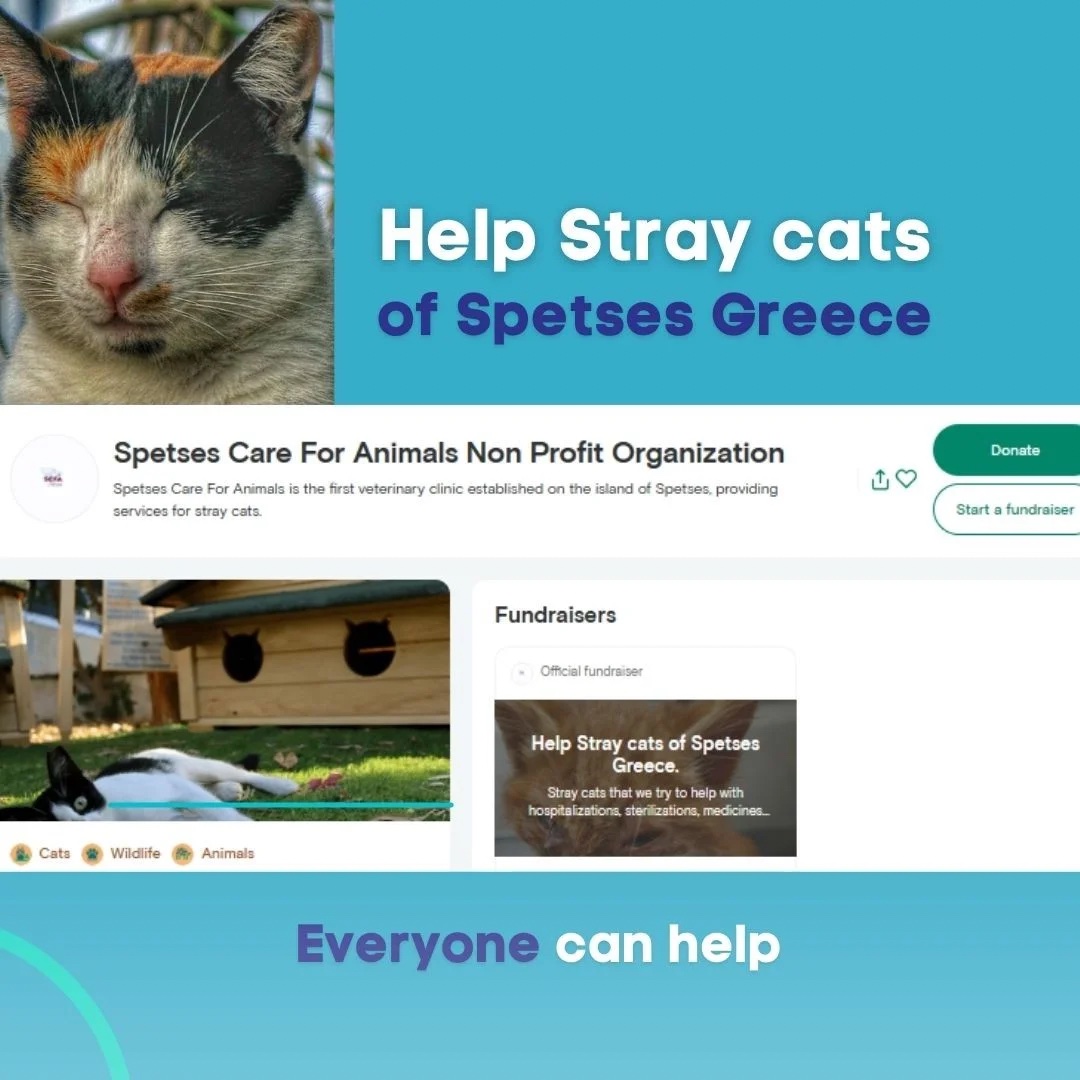 Help Stray cats
of Spetses Greece
Spetses Care For Animals Non Profit Organization
Spetses Care For Animals is the first veterinary clinic established on the island of Spetses, providing
services for stray cats.
Donate
Start a fundraiser
Fundraisers
Official fundraiser
Help Stray cats of Spetses
Greece.
Stray cats that we try to help with
hospitalizations, sterilizations, medicines...
Cats
Wildlife
Animals
Everyone can help